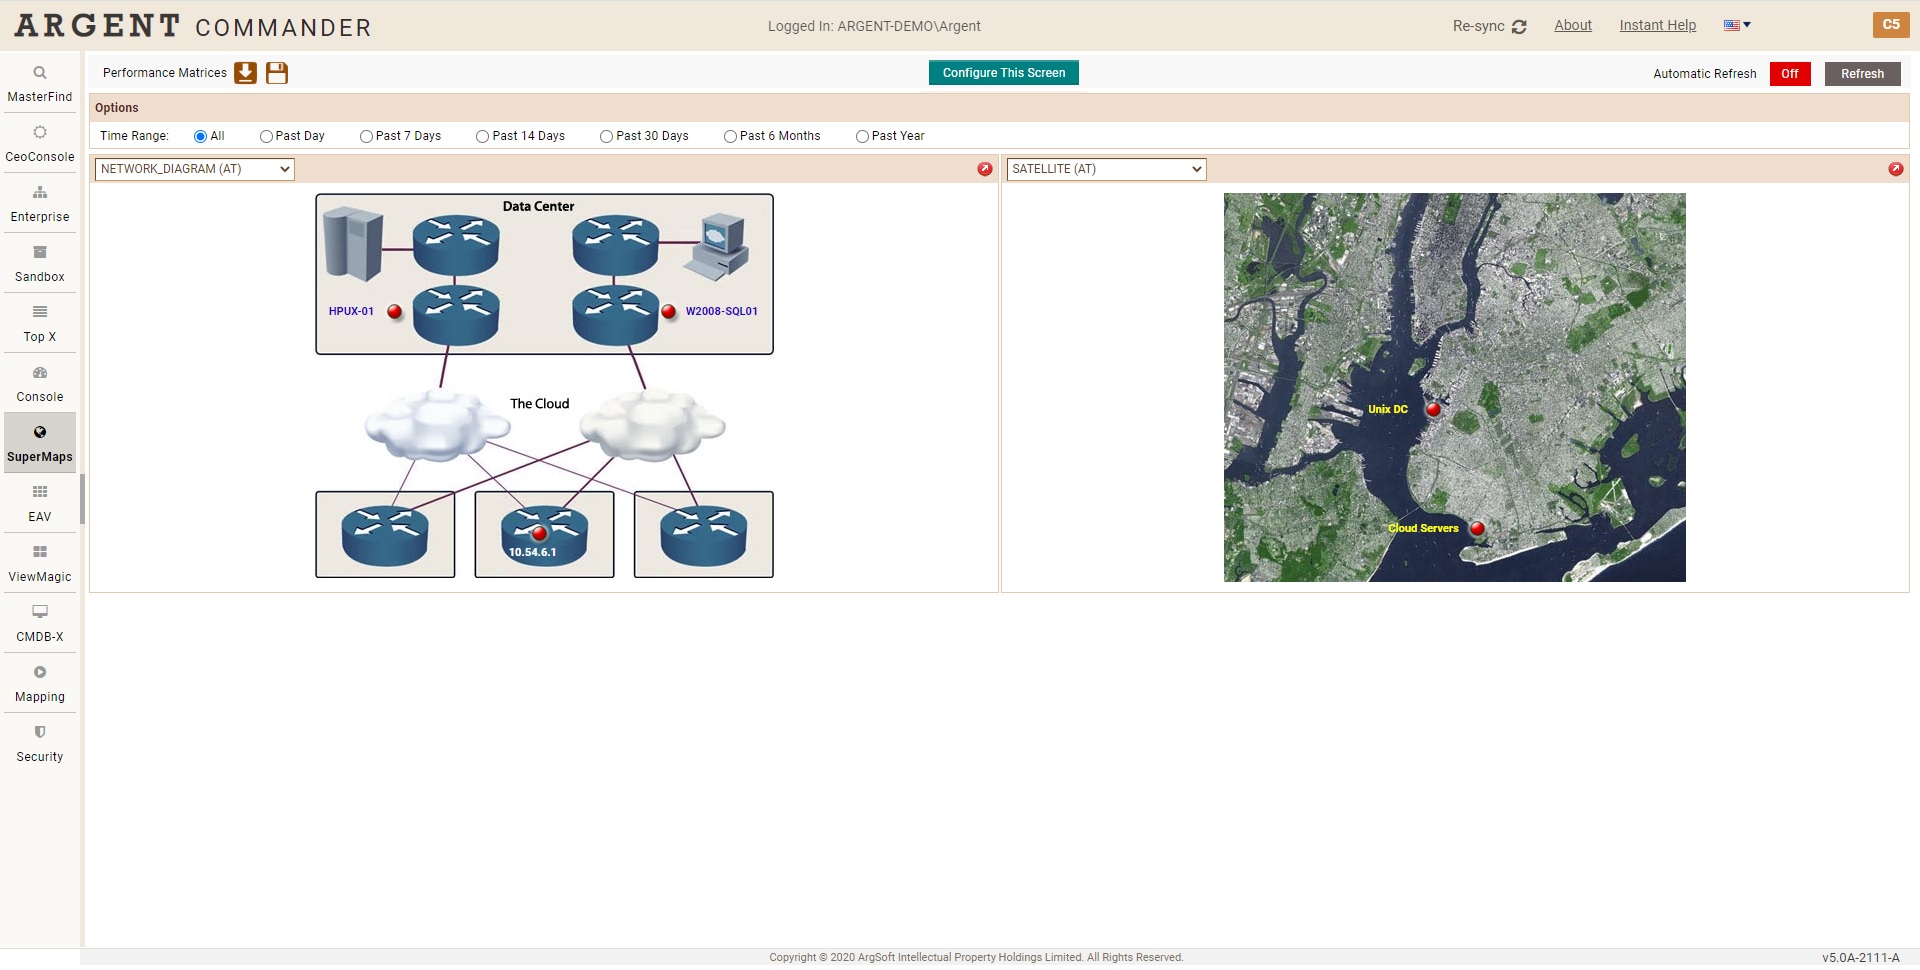 ARGENT COMMANDER
Logged In: ARGENT-DEMO\Argent
Re-sync
About
Instant Help
C5
MasterFind
CeoConsole
Enterprise
Sandbox
Top X
Console
SuperMaps
EAV
ViewMagic
CMDB-X
Mapping
Security
Performance Matrices
Configure This Screen
Automatic Refresh
Off
Refresh
Options
Time Range: All Past Day Past 7 Days Past 14 Days Past 30 Days Past 6 Months Past Year
NETWORK_DIAGRAM (AT)
Data Center
HPUX-01
W2008-SQL01
The Cloud
10.54.6.1
SATELLITE (AT)
Unix DC
Cloud Servers
Copyright © 2020 ArgSoft Intellectual Property Holdings Limited. All Rights Reserved.
v5.0A-2111-A